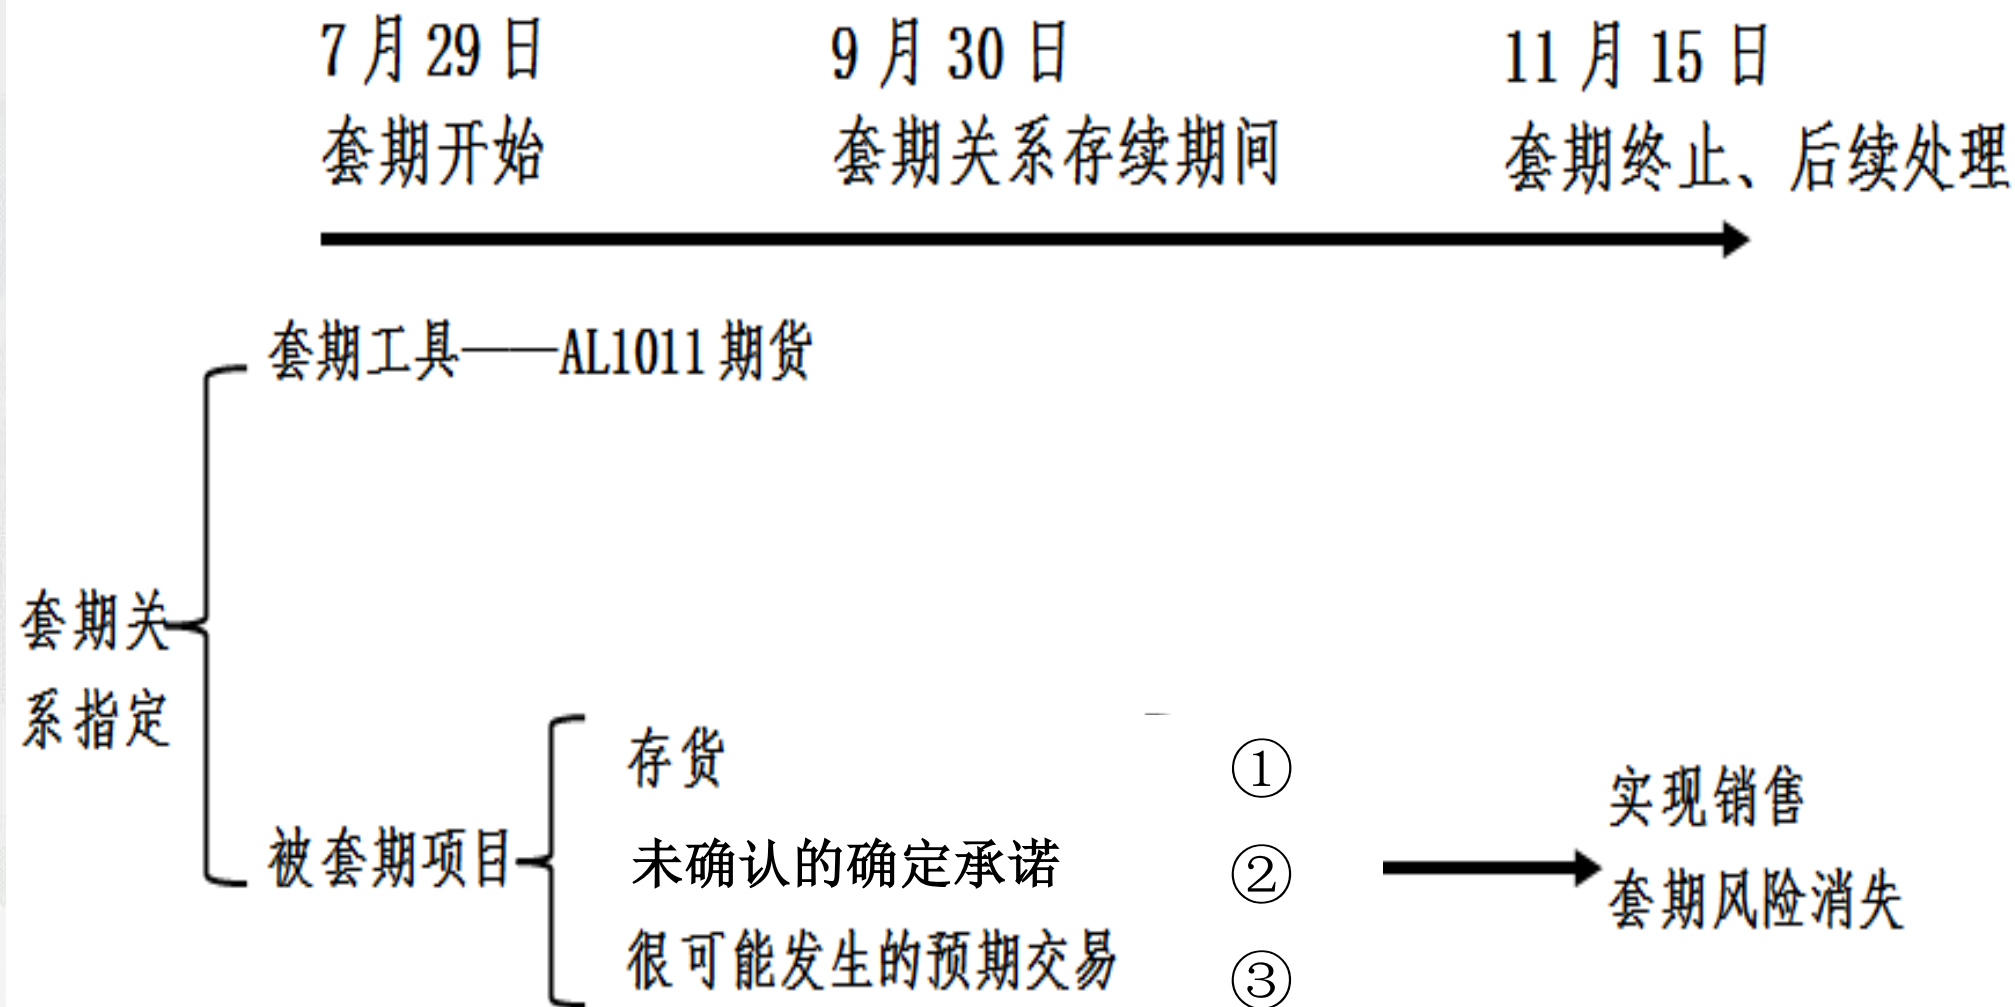 7月29日
9月30日
11月15日
套期开始
套期关系存续期间
套期终止、后续处理
套期工具——AL1011期货
套期关
系指定
被套期项目
存货
①
未确认的确定承诺
②
很可能发生的预期交易
③
实现销售
套期风险消失